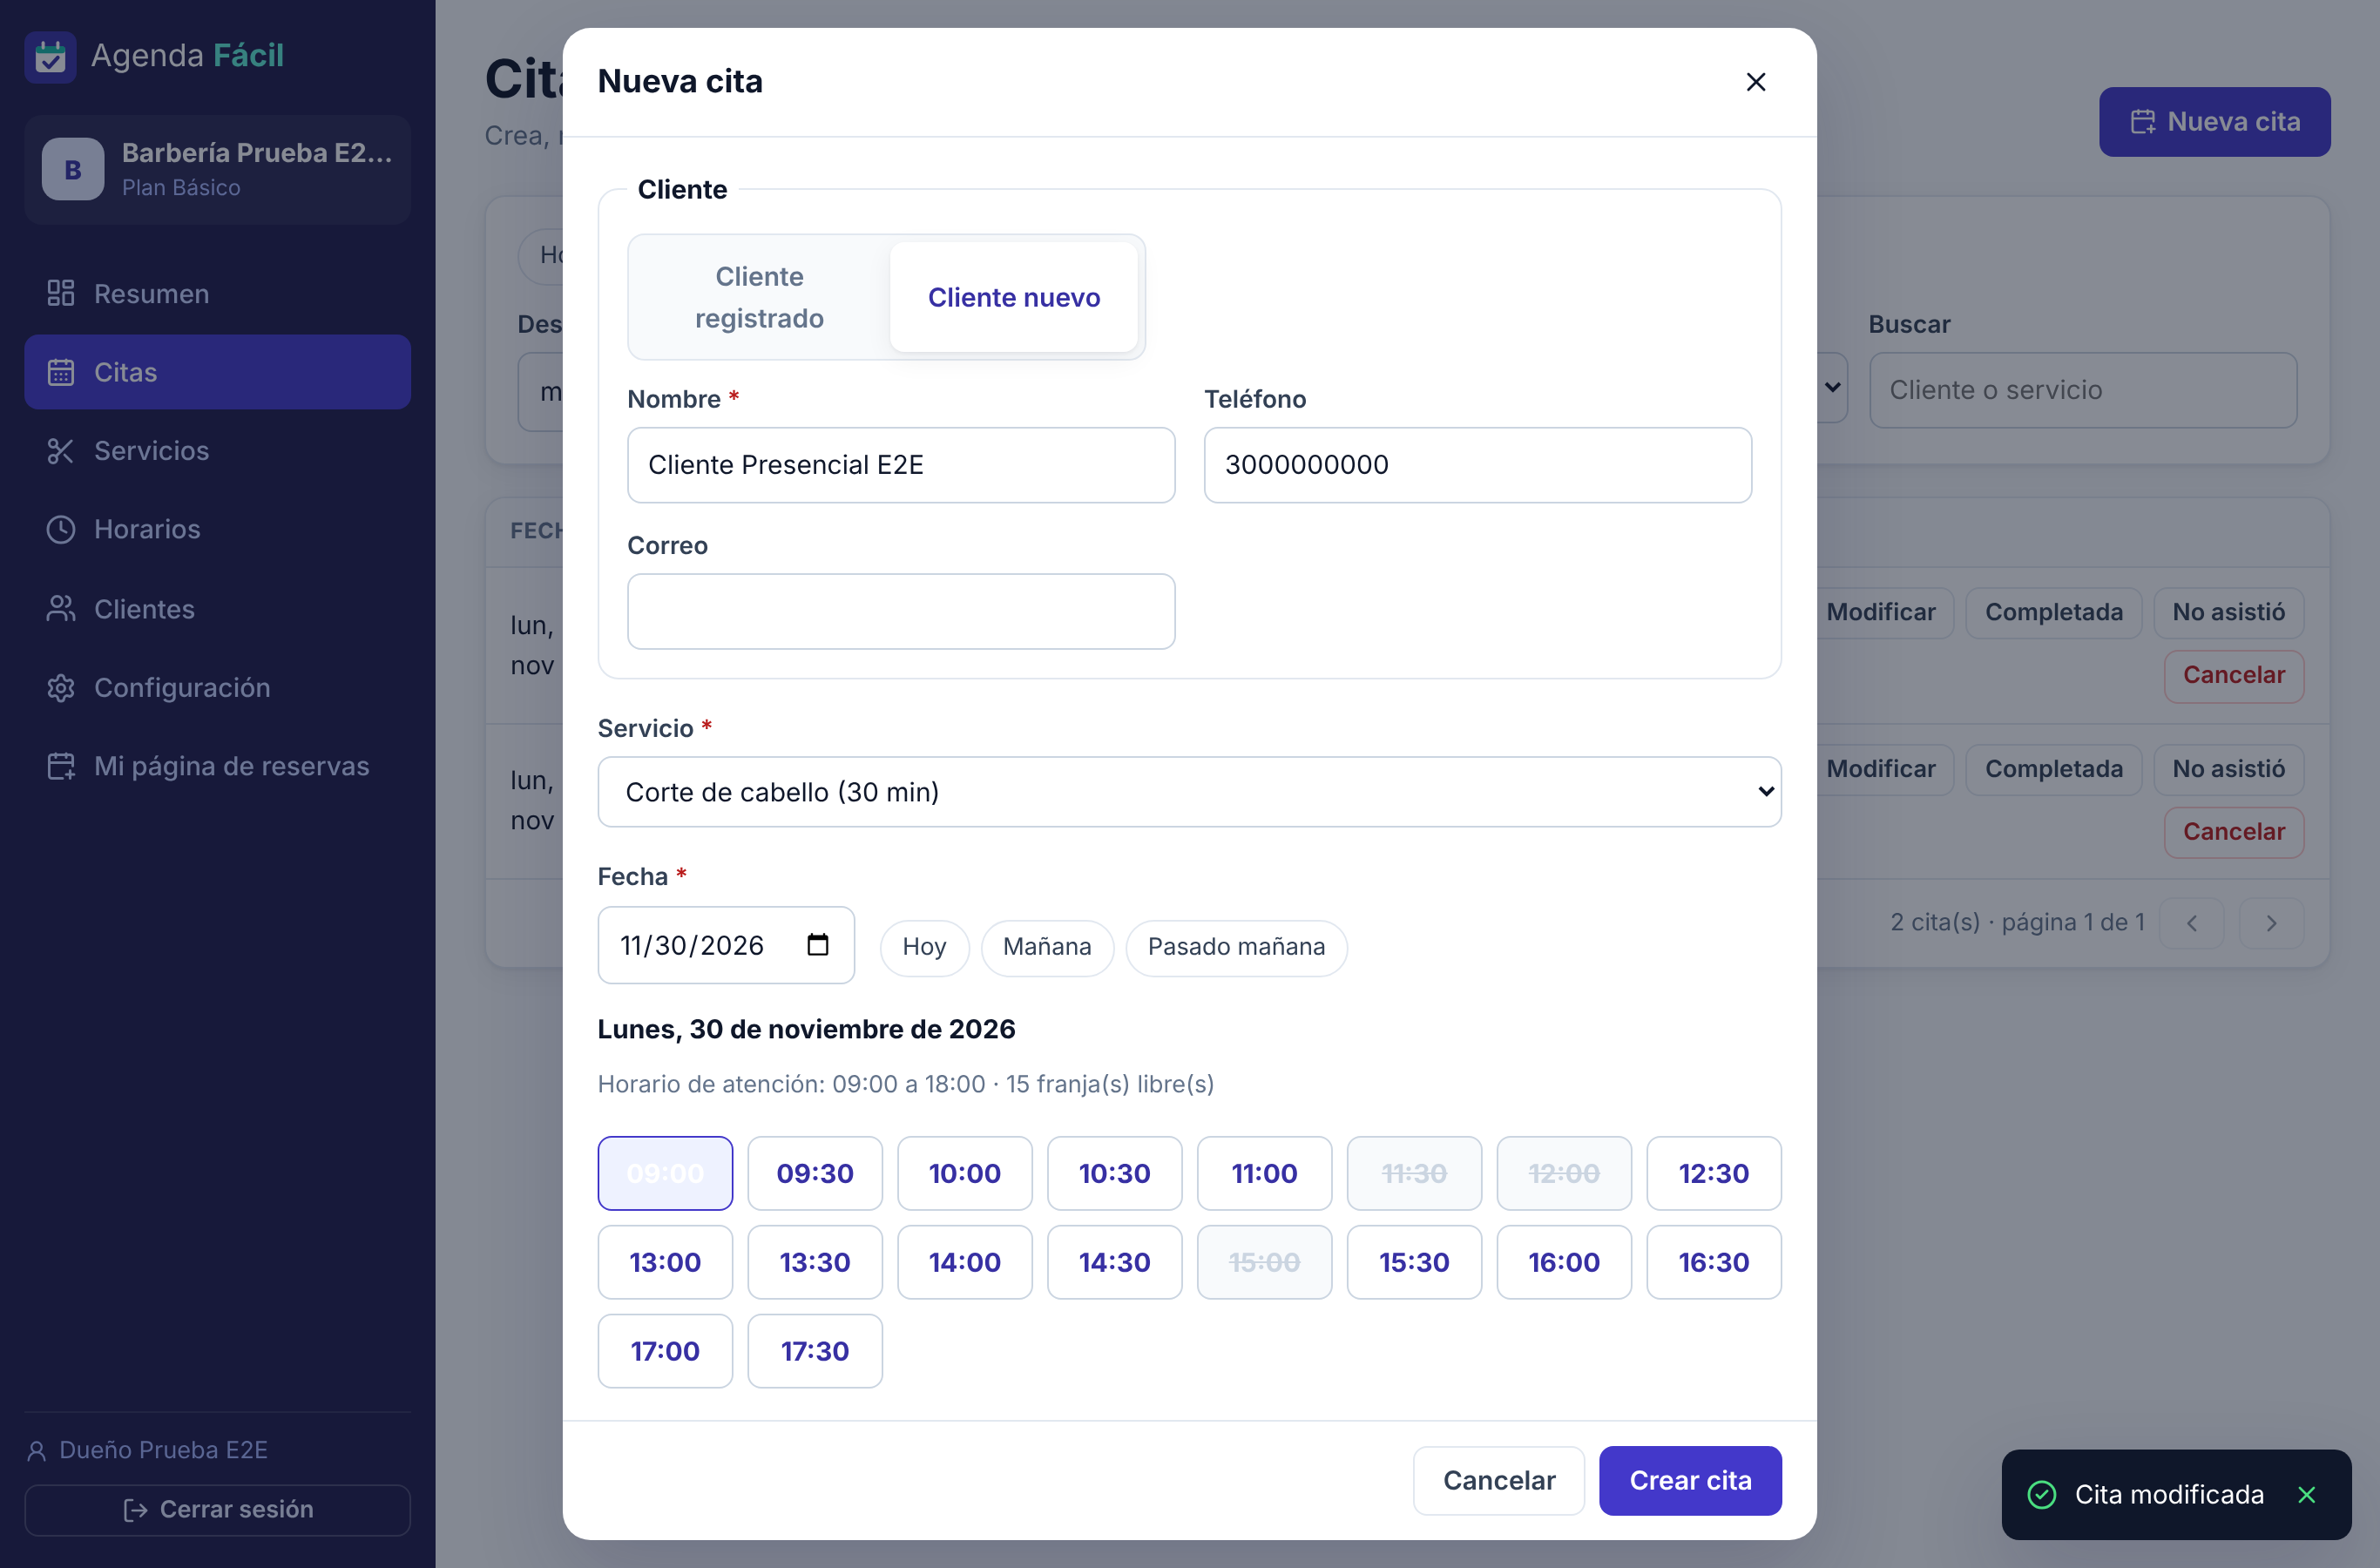 Agenda Fácil
B
Barbería Prueba E2...
Plan Básico
Resumen
Citas
Servicios
Horarios
Clientes
Configuración
Mi página de reservas
Dueño Prueba E2E
Cerrar sesión
Crea,
Nueva cita
Buscar
Cliente o servicio
lun,
nov
Modificar
Completada
No asistió
Cancelar
lun,
nov
Modificar
Completada
No asistió
Cancelar
2 cita(s) · página 1 de 1
Nueva cita
Cliente
Cliente
registrado
Cliente nuevo
Nombre *
Teléfono
Cliente Presencial E2E
3000000000
Correo
Servicio *
Corte de cabello (30 min)
Fecha *
11/30/2026
Hoy
Mañana
Pasado mañana
Lunes, 30 de noviembre de 2026
Horario de atención: 09:00 a 18:00 · 15 franja(s) libre(s)
09:00 09:30 10:00 10:30 11:00 11:30 12:00 12:30
13:00 13:30 14:00 14:30 15:00 15:30 16:00 16:30
17:00 17:30
Cancelar
Crear cita
Cita modificada